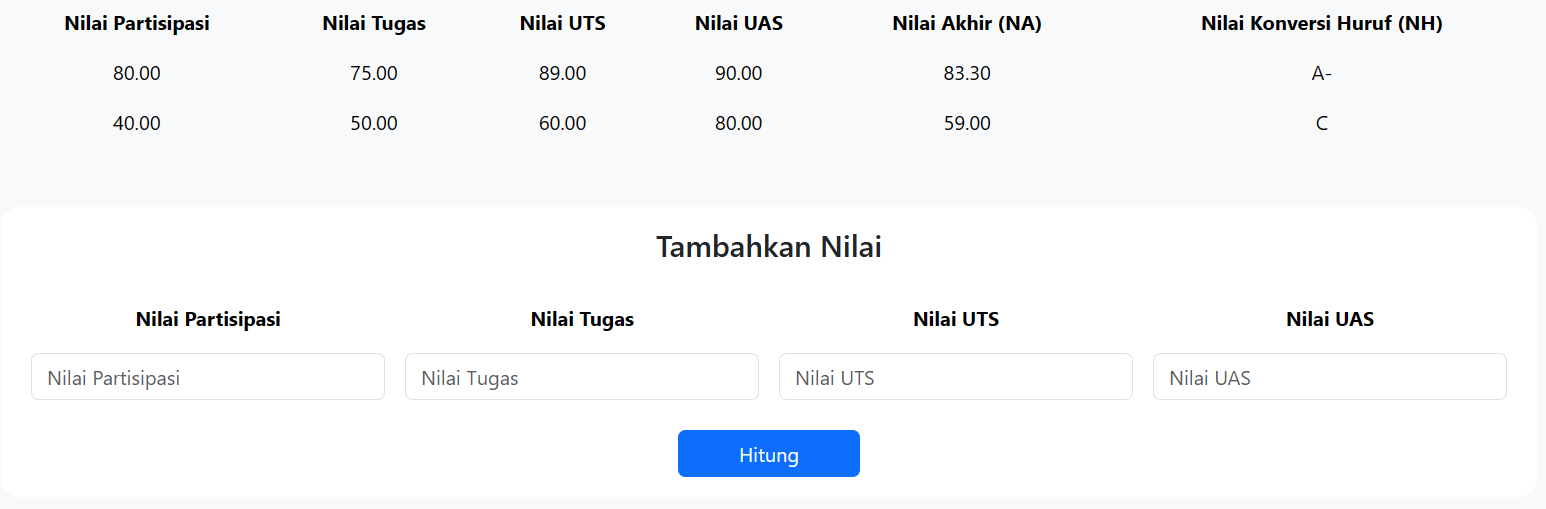 Nilai Partisipasi Nilai Tugas Nilai UTS Nilai UAS Nilai Akhir (NA) Nilai Konversi Huruf (NH)
80.00 75.00 89.00 90.00 83.30 A-
40.00 50.00 60.00 80.00 59.00 C
Tambahkan Nilai
Nilai Partisipasi Nilai Tugas Nilai UTS Nilai UAS
Nilai Partisipasi Nilai Tugas Nilai UTS Nilai UAS
Hitung